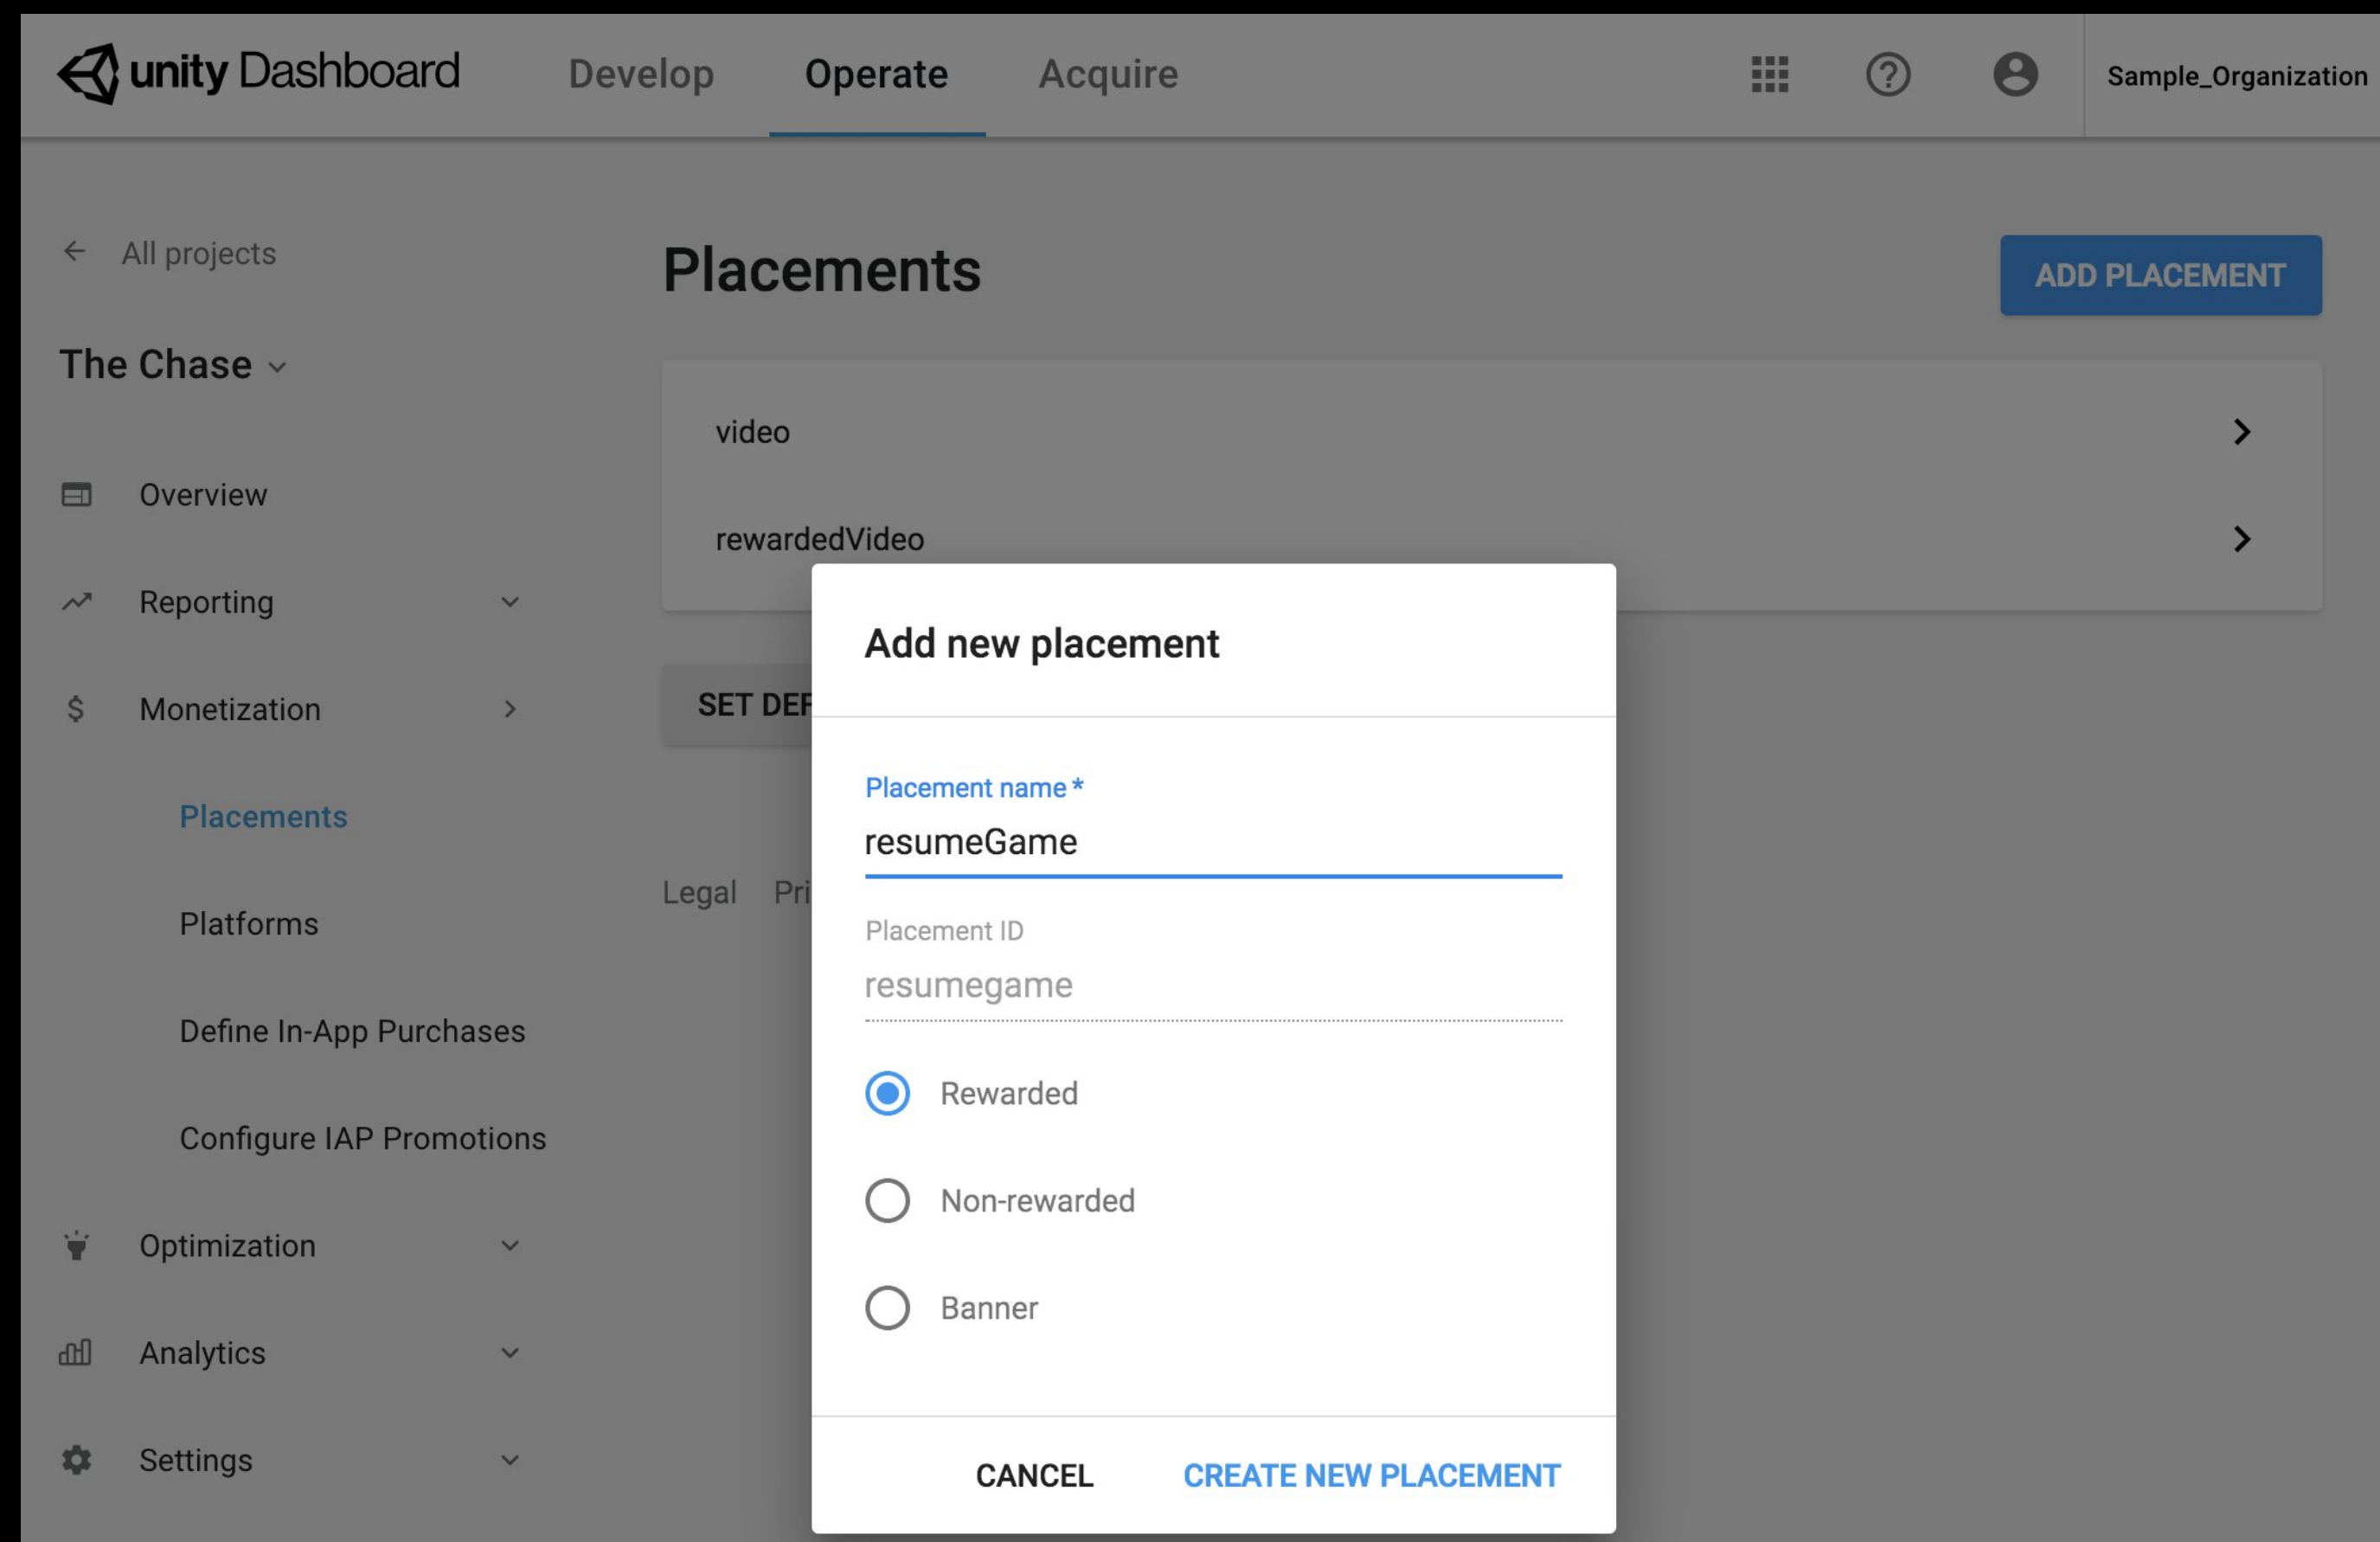 unity Dashboard Develop Operate Acquire Sample_Organization
All projects
The Chase
Overview
Reporting
Monetization
Placements
Platforms
Define In-App Purchases
Configure IAP Promotions
Optimization
Analytics
Settings
Placements ADD PLACEMENT
video
rewardedVideo
SET DEF
Legal Pri
Add new placement
Placement name *
resumeGame
Placement ID
resumegame
Rewarded
Non-rewarded
Banner
CANCEL CREATE NEW PLACEMENT